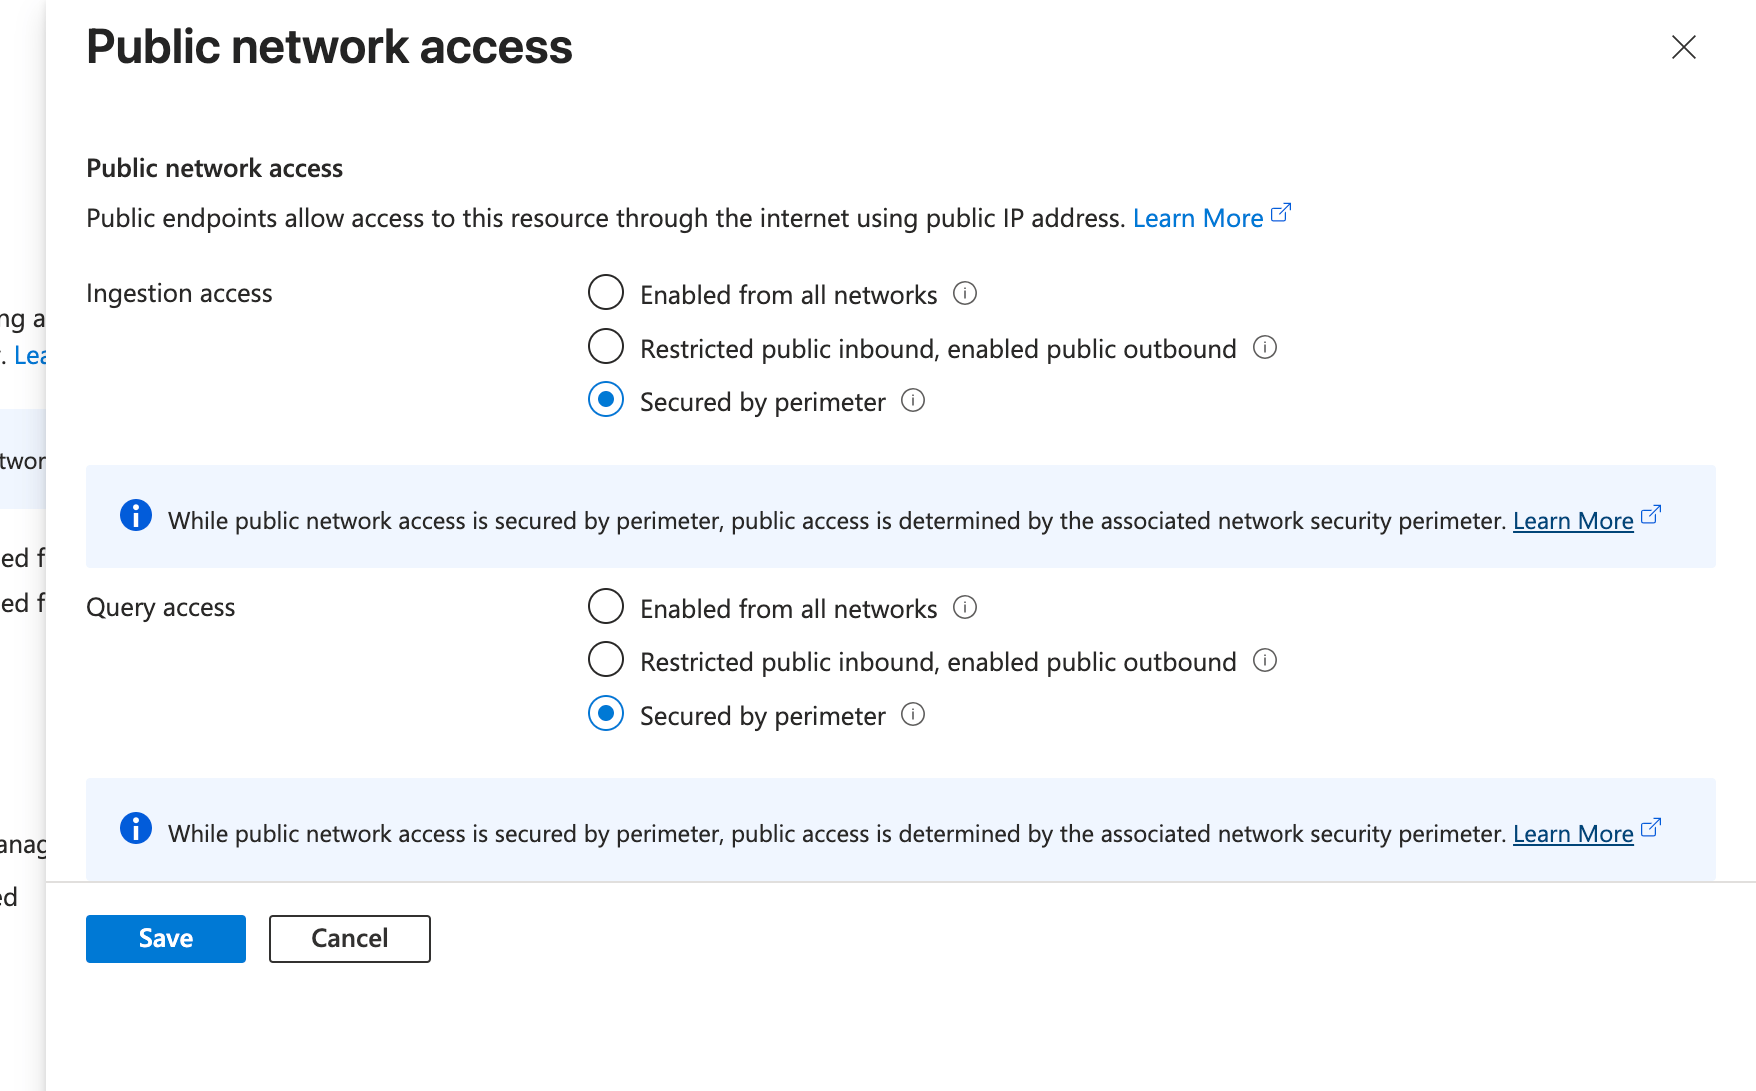 Public network access
Public network access
Public endpoints allow access to this resource through the internet using public IP address. Learn More
Ingestion access
Enabled from all networks
Restricted public inbound, enabled public outbound
Secured by perimeter
While public network access is secured by perimeter, public access is determined by the associated network security perimeter. Learn More
Query access
Enabled from all networks
Restricted public inbound, enabled public outbound
Secured by perimeter
While public network access is secured by perimeter, public access is determined by the associated network security perimeter. Learn More
Save
Cancel